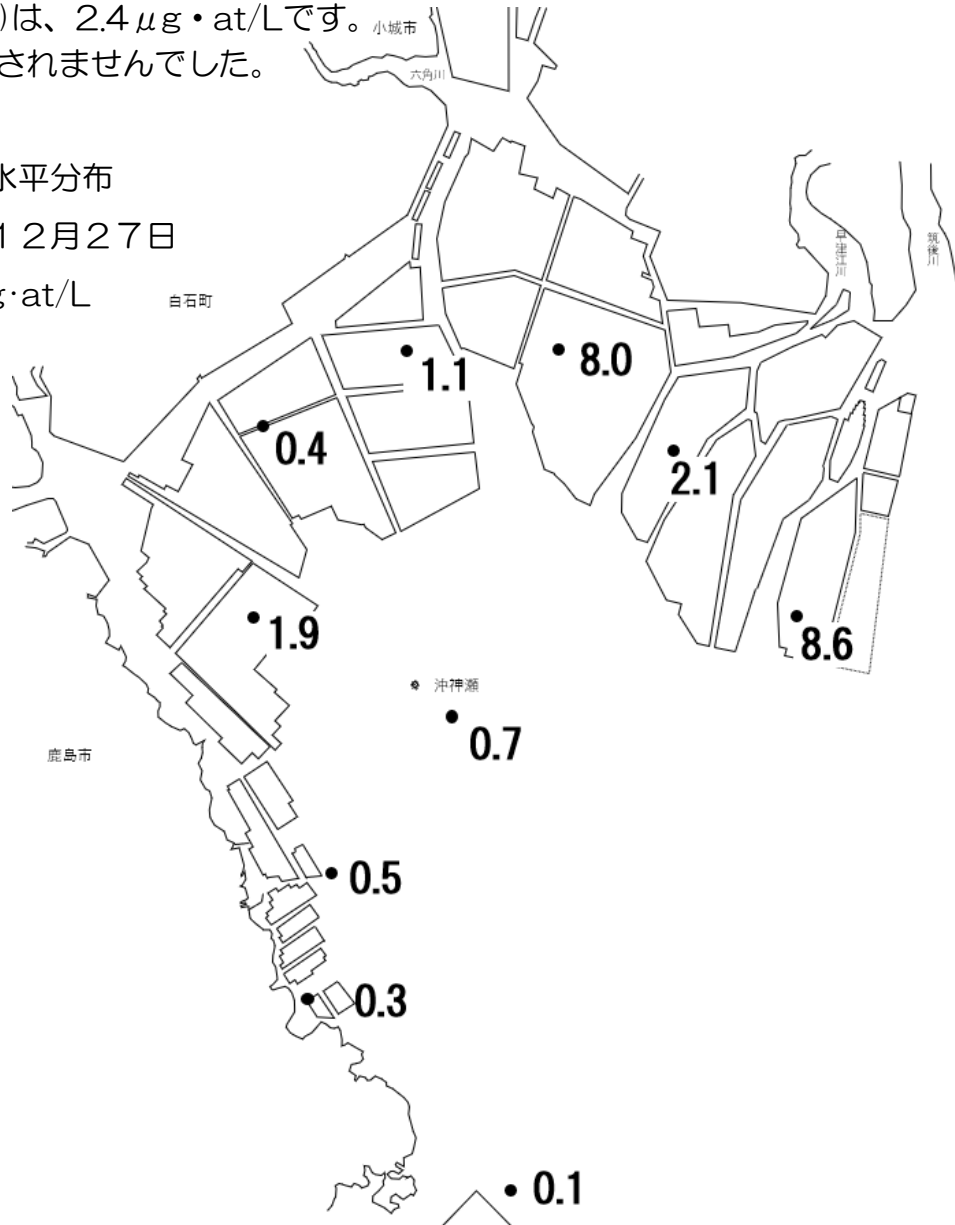 )は、2.4μg・at/Lです。
されませんでした。
小城市
六角川
水平分布
12月27日
g·at/L
白石町
早津江川
筑後川
1.1
8.0
0.4
2.1
1.9
8.6
沖神瀬
0.7
鹿島市
0.5
0.3
0.1